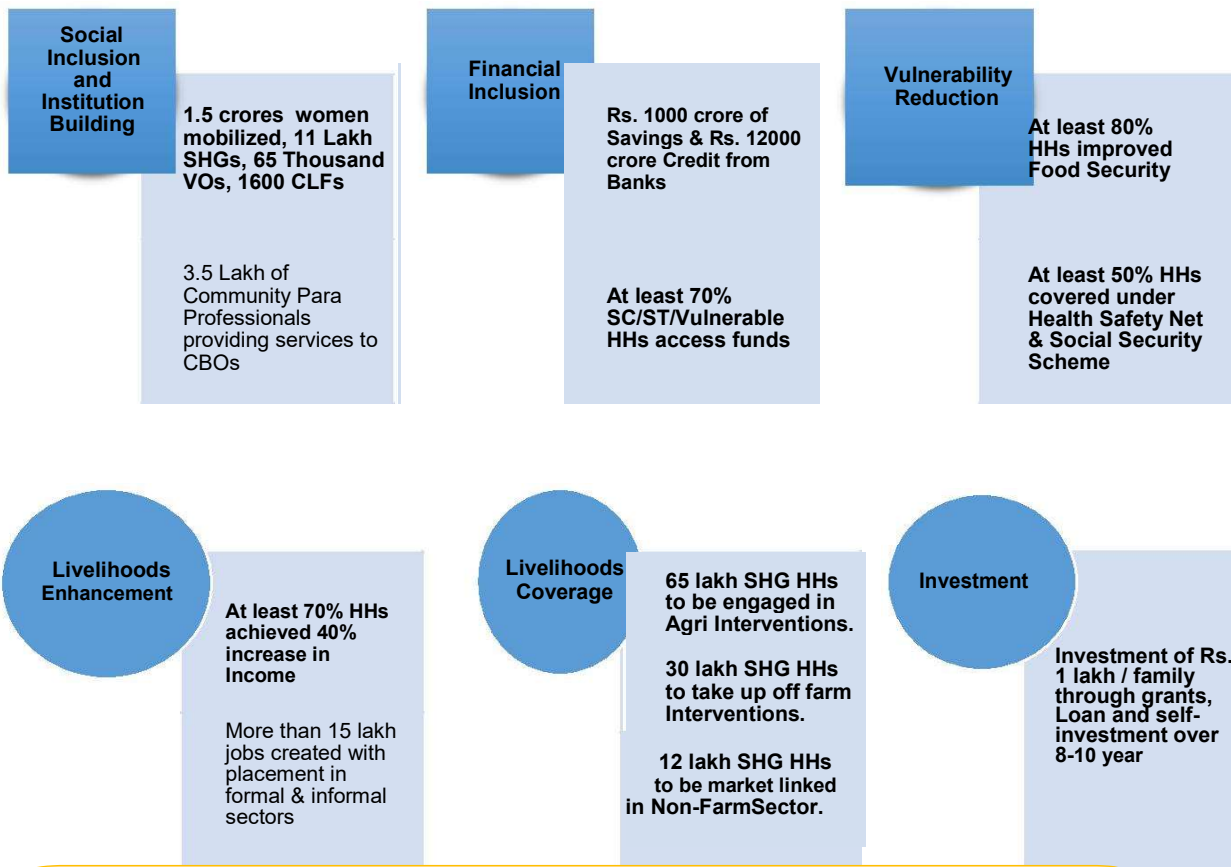 Social
Inclusion
and
Institution
Building
1.5 crores women
mobilized, 11 Lakh
SHGs, 65 Thousand
VOs, 1600 CLFs
3.5 Lakh of
Community Para
Professionals
providing services to
CBOs
Financial
Inclusion
Rs. 1000 crore of
Savings & Rs. 12000
crore Credit from
Banks
At least 70%
SC/ST/Vulnerable
HHs access funds
Vulnerability
Reduction
At least 80%
HHs improved
Food Security
At least 50% HHs
covered under
Health Safety Net
& Social Security
Scheme
Livelihoods
Enhancement
At least 70% HHs
achieved 40%
increase in
Income
More than 15 lakh
jobs created with
placement in
formal & informal
sectors
Livelihoods
Coverage
65 lakh SHG HHs
to be engaged in
Agri Interventions.
30 lakh SHG HHs
to take up off farm
Interventions.
12 lakh SHG HHs
to be market linked
in Non-FarmSector.
Investment
Investment of Rs.
1 lakh / family
through grants,
Loan and self-
investment over
8-10 year